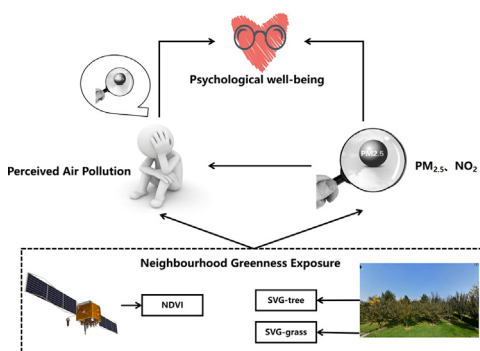 Psychological well-being
PM2.5
Perceived Air Pollution
PM2.5、NO2
Neighbourhood Greenness Exposure
NDVI
SVG-tree
SVG-grass